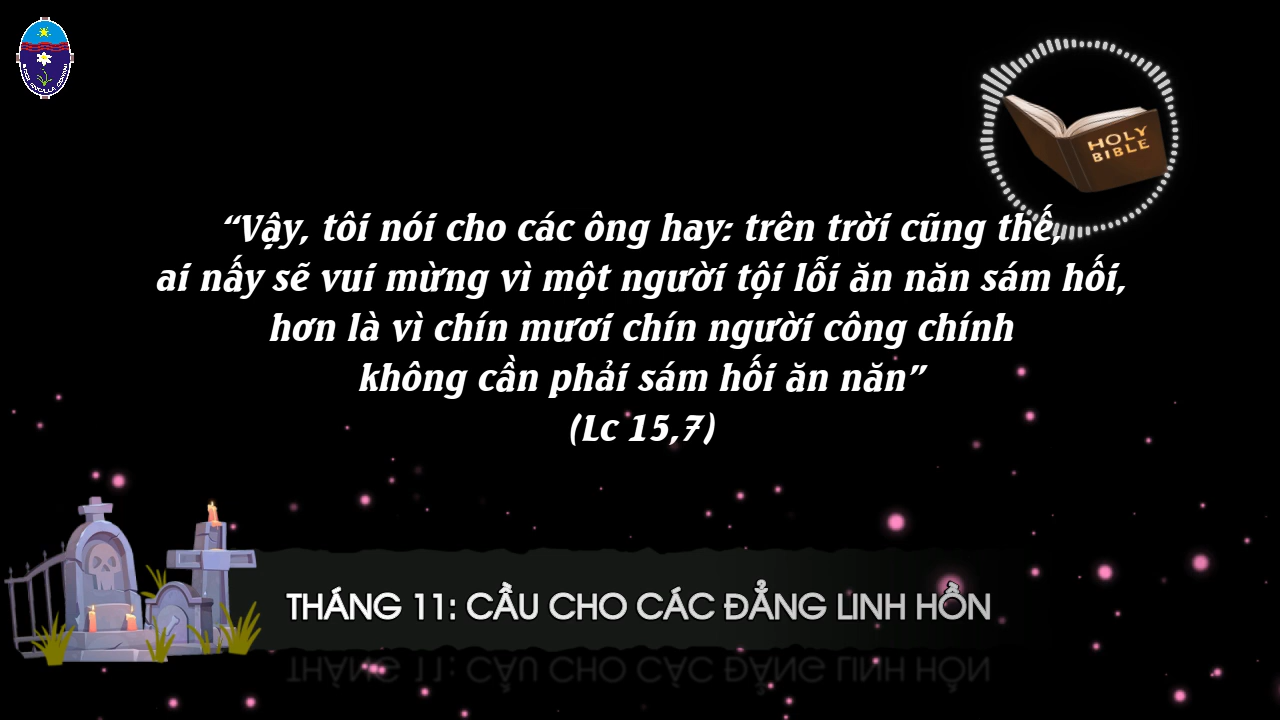 HOLY
BIBLE
“Vậy, tôi nói cho các ông hay: trên trời cũng thế,
ai nấy sẽ vui mừng vì một người tội lỗi ăn năn sám hối,
hơn là vì chín mươi chín người công chính
không cần phải sám hối ăn năn”
(Lc 15,7)
THÁNG 11: CẦU CHO CÁC ĐẲNG LINH HỒN